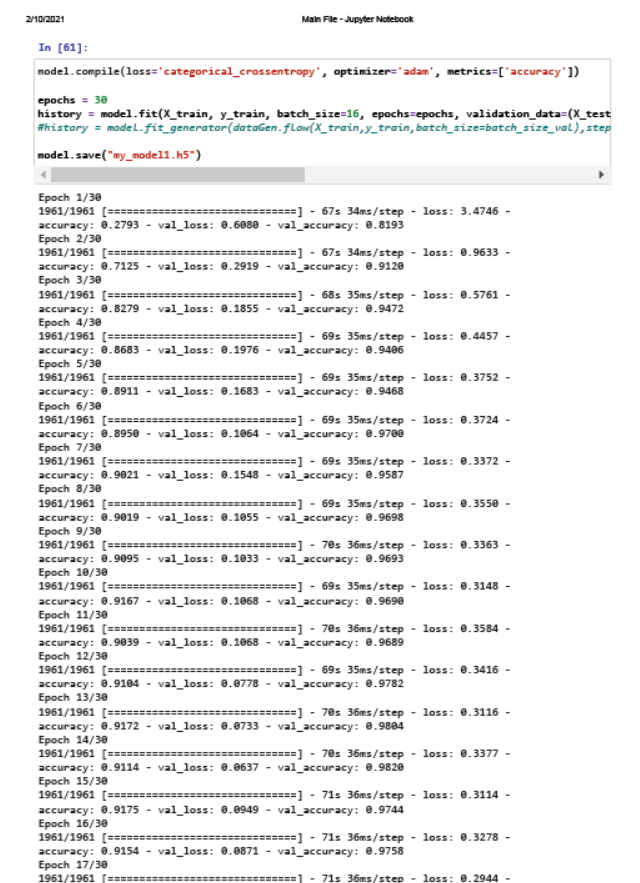 2/10/2021
Main File - Jupyter Notebook
In [61]:
model.compile(loss='categorical_crossentropy', optimizer='adam', metrics=['accuracy'])
epochs = 30
history = model.fit(X_train, y_train, batch_size=16, epochs=epochs, validation_data=(X_test
#history = model.fit_generator(dataGen.flow(X_train,y_train,batch_size=batch_size_val),step
model.save("my_model1.h5")
Epoch 1/30
1961/1961 [==============================] - 67s 34ms/step - loss: 3.4746 -
accuracy: 0.2793 - val_loss: 0.6080 - val_accuracy: 0.8193
Epoch 2/30
1961/1961 [==============================] - 67s 34ms/step - loss: 0.9633 -
accuracy: 0.7125 - val_loss: 0.2919 - val_accuracy: 0.9120
Epoch 3/30
1961/1961 [==============================] - 68s 35ms/step - loss: 0.5761 -
accuracy: 0.8279 - val_loss: 0.1855 - val_accuracy: 0.9472
Epoch 4/30
1961/1961 [==============================] - 69s 35ms/step - loss: 0.4457 -
accuracy: 0.8683 - val_loss: 0.1976 - val_accuracy: 0.9406
Epoch 5/30
1961/1961 [==============================] - 69s 35ms/step - loss: 0.3752 -
accuracy: 0.8911 - val_loss: 0.1683 - val_accuracy: 0.9468
Epoch 6/30
1961/1961 [==============================] - 69s 35ms/step - loss: 0.3724 -
accuracy: 0.8950 - val_loss: 0.1064 - val_accuracy: 0.9700
Epoch 7/30
1961/1961 [==============================] - 69s 35ms/step - loss: 0.3372 -
accuracy: 0.9021 - val_loss: 0.1548 - val_accuracy: 0.9587
Epoch 8/30
1961/1961 [==============================] - 69s 35ms/step - loss: 0.3550 -
accuracy: 0.9019 - val_loss: 0.1055 - val_accuracy: 0.9698
Epoch 9/30
1961/1961 [==============================] - 70s 36ms/step - loss: 0.3363 -
accuracy: 0.9095 - val_loss: 0.1033 - val_accuracy: 0.9693
Epoch 10/30
1961/1961 [==============================] - 69s 35ms/step - loss: 0.3148 -
accuracy: 0.9167 - val_loss: 0.1068 - val_accuracy: 0.9690
Epoch 11/30
1961/1961 [==============================] - 70s 36ms/step - loss: 0.3584 -
accuracy: 0.9039 - val_loss: 0.1068 - val_accuracy: 0.9689
Epoch 12/30
1961/1961 [==============================] - 69s 35ms/step - loss: 0.3416 -
accuracy: 0.9104 - val_loss: 0.0778 - val_accuracy: 0.9782
Epoch 13/30
1961/1961 [==============================] - 70s 36ms/step - loss: 0.3116 -
accuracy: 0.9172 - val_loss: 0.0733 - val_accuracy: 0.9804
Epoch 14/30
1961/1961 [==============================] - 70s 36ms/step - loss: 0.3377 -
accuracy: 0.9114 - val_loss: 0.0637 - val_accuracy: 0.9820
Epoch 15/30
1961/1961 [==============================] - 71s 36ms/step - loss: 0.3114 -
accuracy: 0.9175 - val_loss: 0.0949 - val_accuracy: 0.9744
Epoch 16/30
1961/1961 [==============================] - 71s 36ms/step - loss: 0.3278 -
accuracy: 0.9154 - val_loss: 0.0871 - val_accuracy: 0.9758
Epoch 17/30
1961/1961 [==============================] - 71s 36ms/step - loss: 0.2944 -